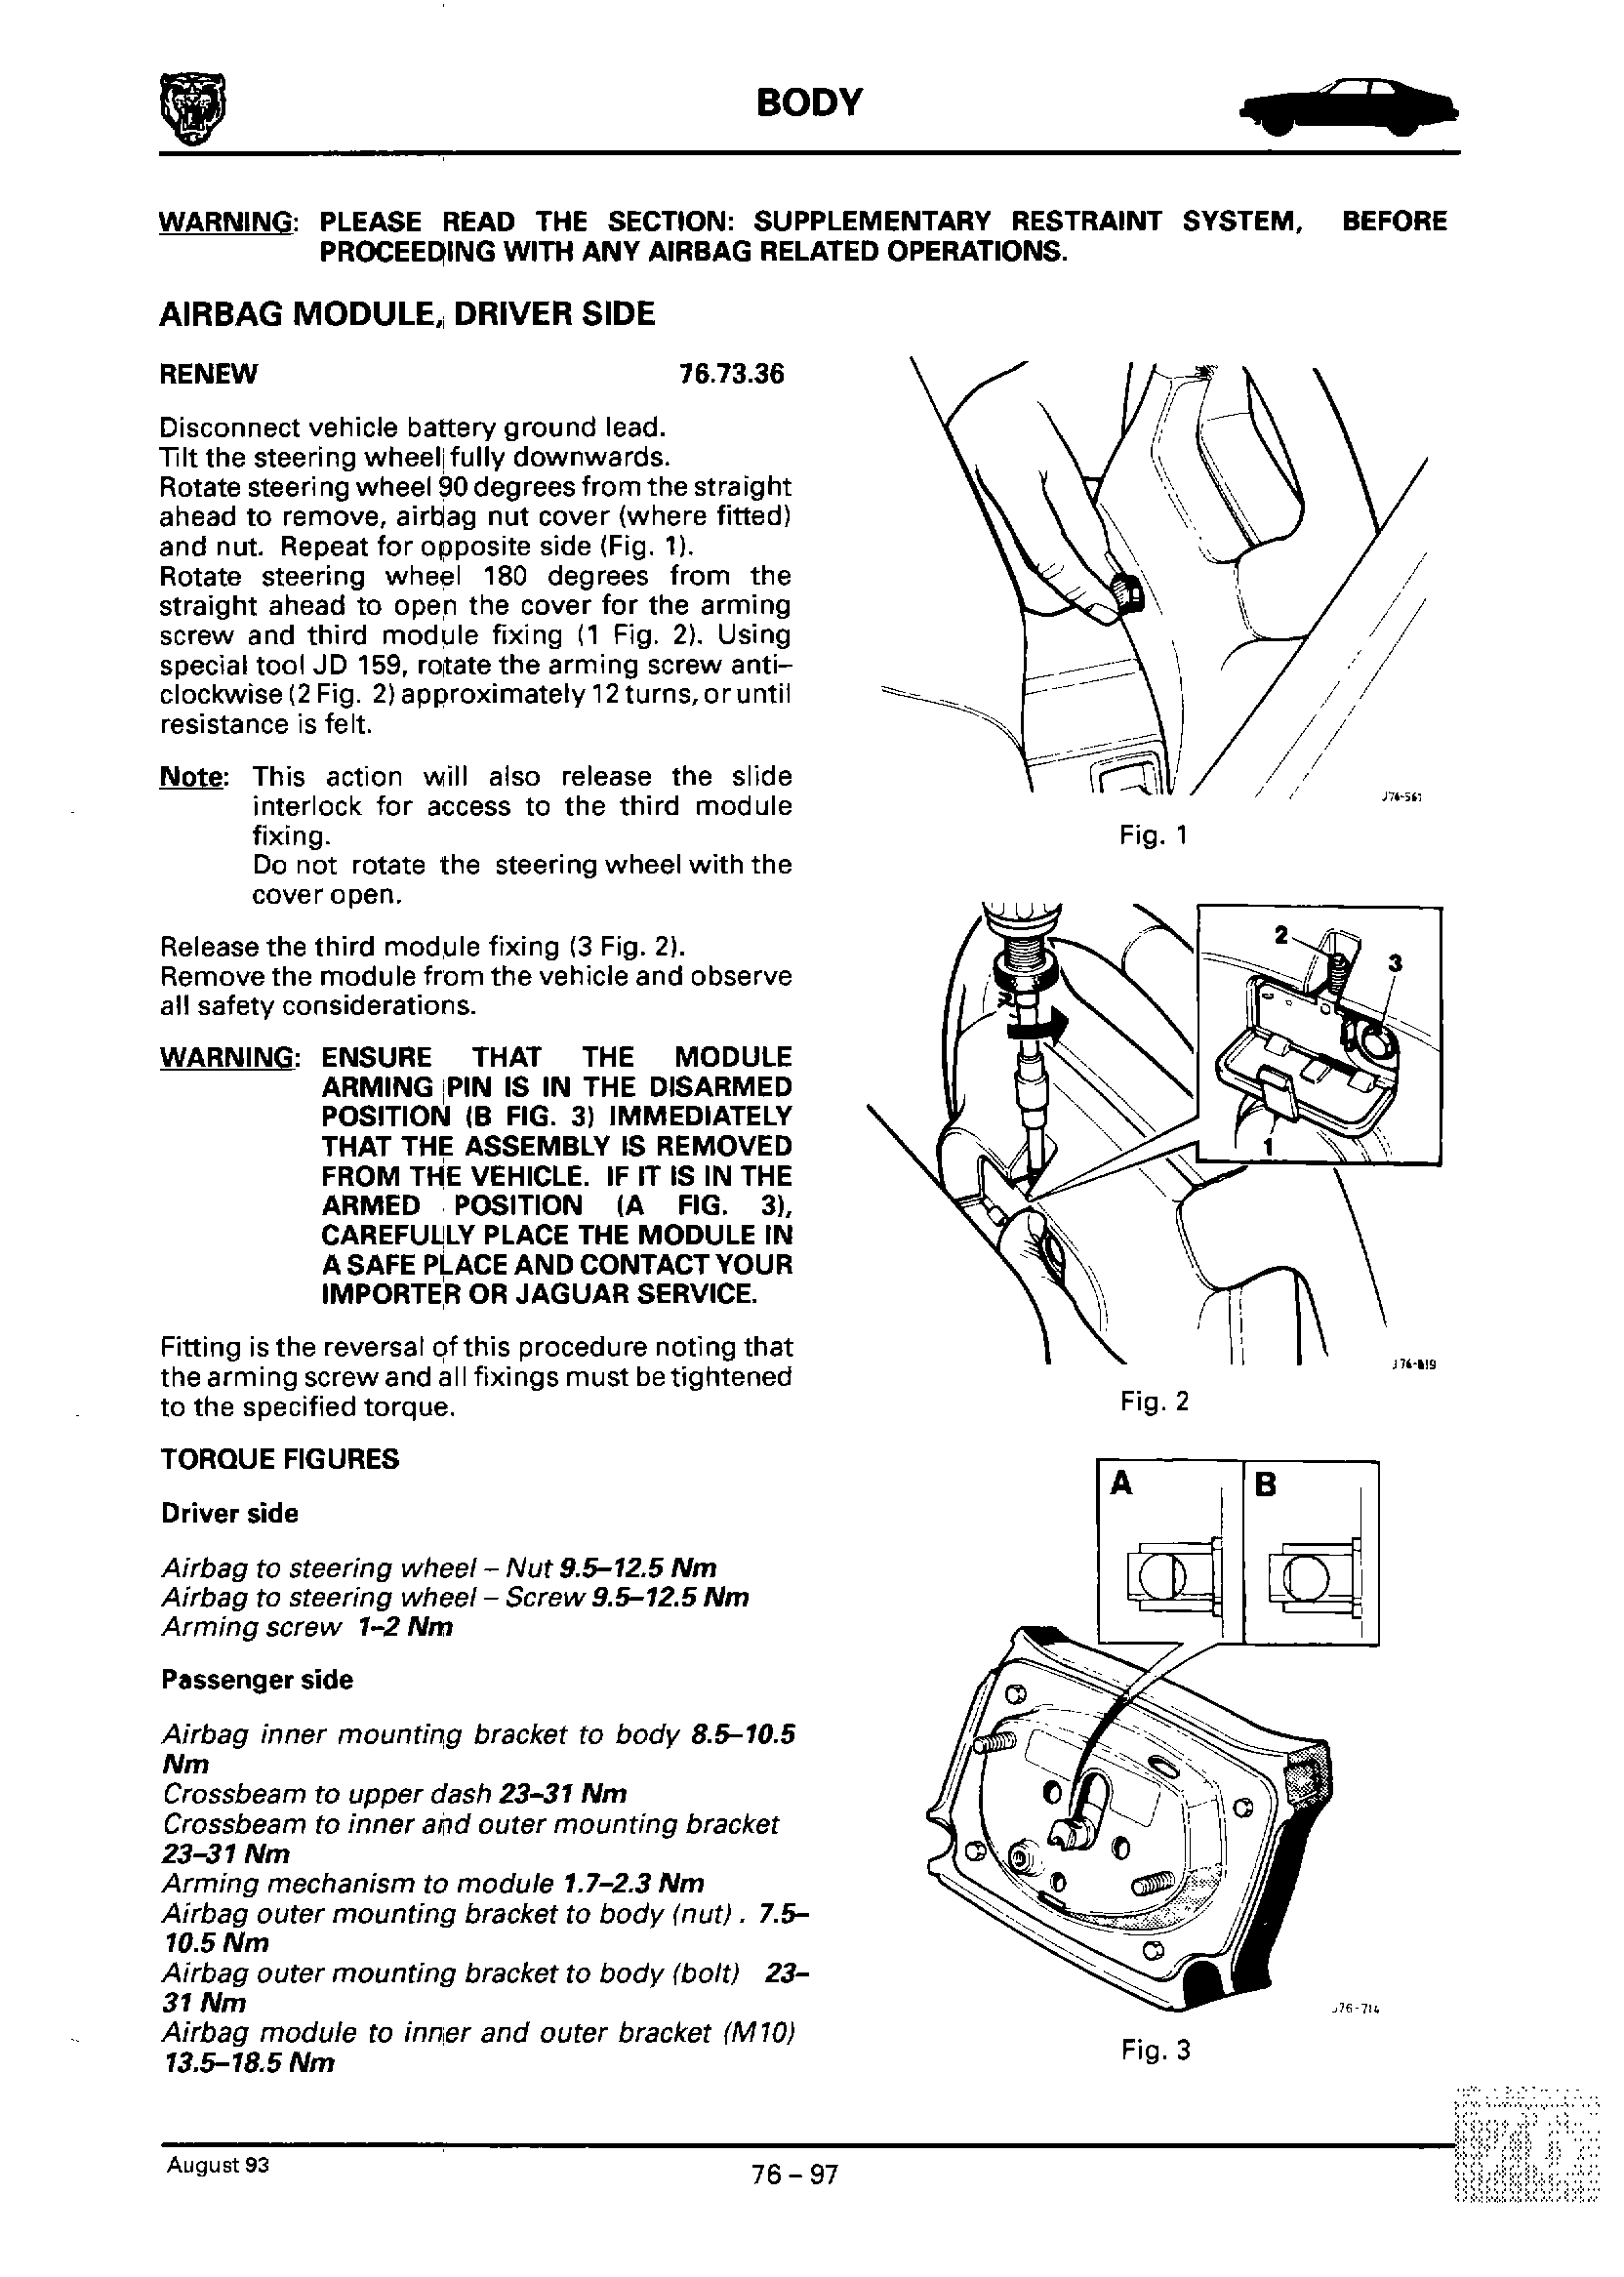 BODY
WARNING: PLEASE READ THE SECTION: SUPPLEMENTARY RESTRAINT SYSTEM, BEFORE
PROCEEDING WITH ANY AIRBAG RELATED OPERATIONS.
AIRBAG MODULE, DRIVER SIDE
RENEW 76.73.36
Disconnect vehicle battery ground lead.
Tilt the steering wheel fully downwards.
Rotate steering wheel 90 degrees from the straight
ahead to remove, airbag nut cover (where fitted)
and nut. Repeat for opposite side (Fig. 1).
Rotate steering wheel 180 degrees from the
straight ahead to open the cover for the arming
screw and third module fixing (1 Fig. 2). Using
special tool JD 159, rotate the arming screw anti–
clockwise (2 Fig. 2) approximately 12 turns, or until
resistance is felt.
Note: This action will also release the slide
interlock for access to the third module
fixing.
Do not rotate the steering wheel with the
cover open.
Release the third module fixing (3 Fig. 2).
Remove the module from the vehicle and observe
all safety considerations.
WARNING: ENSURE THAT THE MODULE
ARMING PIN IS IN THE DISARMED
POSITION (B FIG. 3) IMMEDIATELY
THAT THE ASSEMBLY IS REMOVED
FROM THE VEHICLE. IF IT IS IN THE
ARMED POSITION (A FIG. 3),
CAREFULLY PLACE THE MODULE IN
A SAFE PLACE AND CONTACT YOUR
IMPORTER OR JAGUAR SERVICE.
Fitting is the reversal of this procedure noting that
the arming screw and all fixings must be tightened
to the specified torque.
TORQUE FIGURES
Driver side
Airbag to steering wheel – Nut 9.5–12.5 Nm
Airbag to steering wheel – Screw 9.5–12.5 Nm
Arming screw 1–2 Nm
Passenger side
Airbag inner mounting bracket to body 8.5–10.5
Nm
Crossbeam to upper dash 23–31 Nm
Crossbeam to inner and outer mounting bracket
23–31 Nm
Arming mechanism to module 1.7–2.3 Nm
Airbag outer mounting bracket to body (nut) . 7.5–
10.5 Nm
Airbag outer mounting bracket to body (bolt) 23–
31 Nm
Airbag module to inner and outer bracket (M10)
13.5–18.5 Nm
J76-561
Fig. 1
2
3
1
J76-819
Fig. 2
A
B
J76-714
Fig. 3
August 93
76 – 97